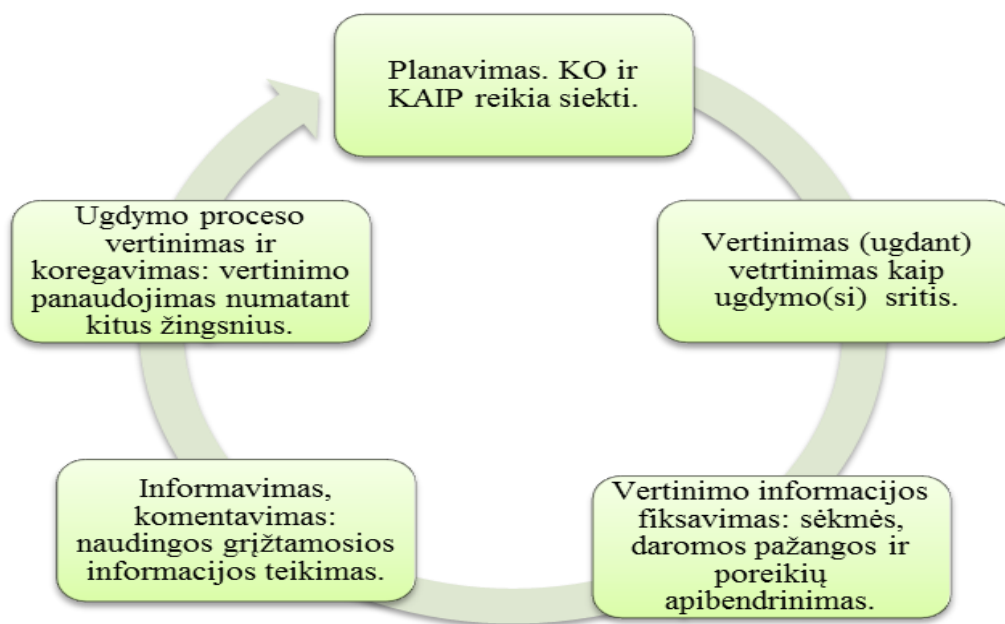 Planavimas. KO ir
KAIP reikia siekti.
Vertinimas (ugdant)
vetrtinimas kaip
ugdymo(si) sritis.
Vertinimo informacijos
fiksavimas: sėkmės,
daromos pažangos ir
poreikių
apibendrinimas.
Informavimas,
komentavimas:
naudingos grįžtamosios
informacijos teikimas.
Ugdymo proceso
vertinimas ir
koregavimas: vertinimo
panaudojimas numatant
kitus žingsnius.